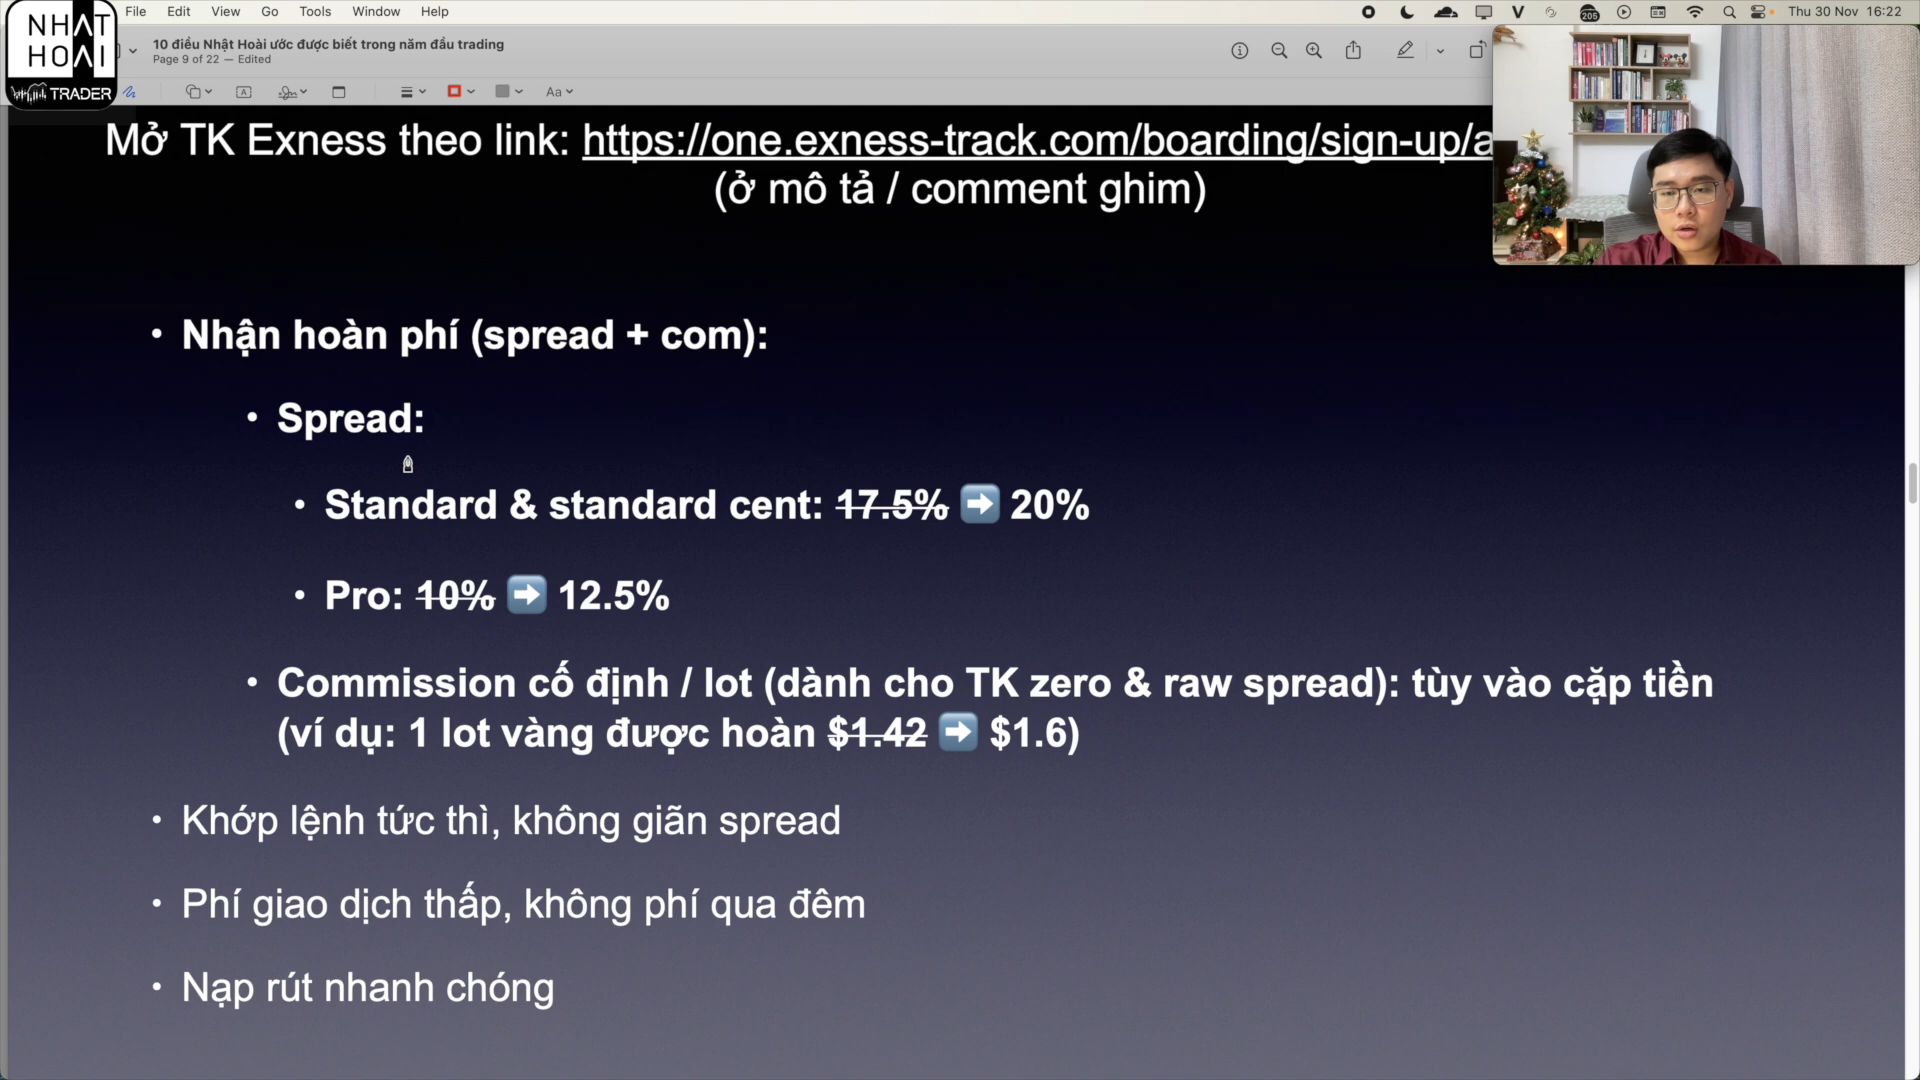 NHAT
HOAI
TRADER
File Edit View Go Tools Window Help
205
Thu 30 Nov 16:22
10 điều Nhật Hoài ước được biết trong năm đầu trading
Page 9 of 22 — Edited
A
Aa
Mở TK Exness theo link: https://one.exness-track.com/boarding/sign-up/a
(ở mô tả / comment ghim)
• Nhận hoàn phí (spread + com):
• Spread:
• Standard & standard cent: 17.5% ➡️ 20%
• Pro: 10% ➡️ 12.5%
• Commission cố định / lot (dành cho TK zero & raw spread): tùy vào cặp tiền
(ví dụ: 1 lot vàng được hoàn $1.42 ➡️ $1.6)
• Khớp lệnh tức thì, không giãn spread
• Phí giao dịch thấp, không phí qua đêm
• Nạp rút nhanh chóng